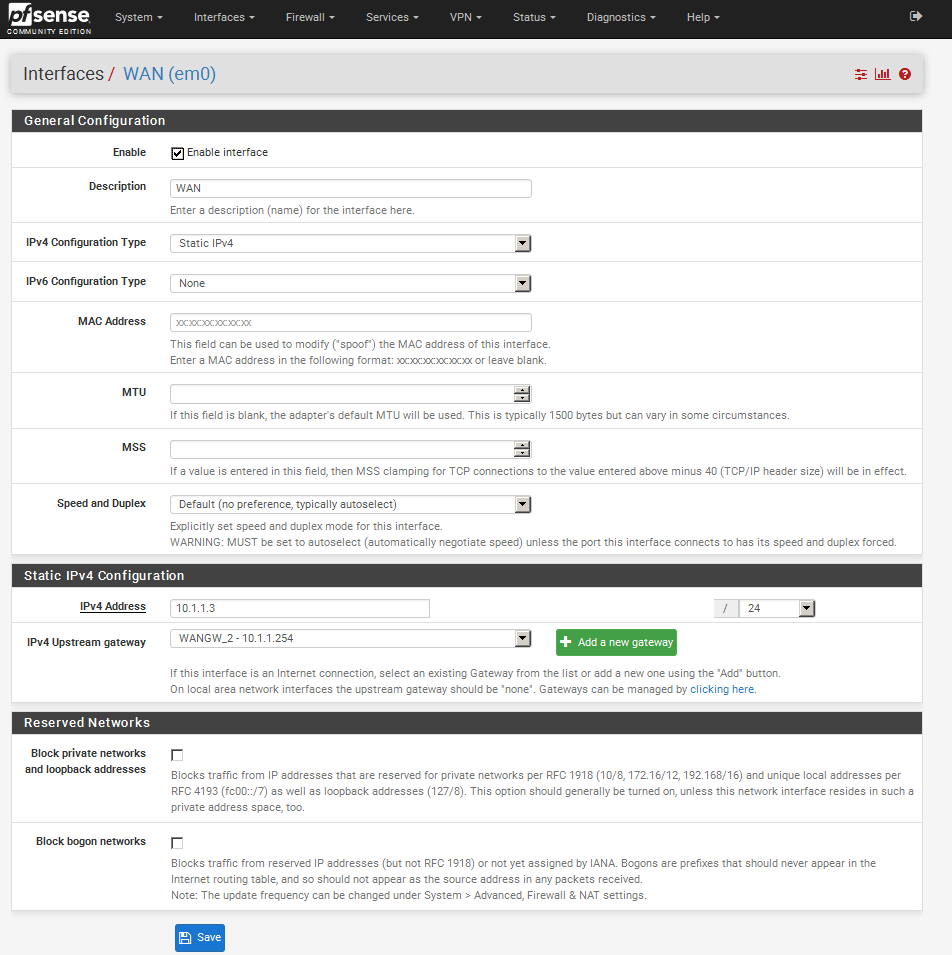 pfsense
COMMUNITY EDITION
System Interfaces Firewall Services VPN Status Diagnostics Help
Interfaces / WAN (em0)
General Configuration
Enable Enable interface
Description WAN
Enter a description (name) for the interface here.
IPv4 Configuration Type Static IPv4
IPv6 Configuration Type None
MAC Address xx:xx:xx:xx:xx:xx
This field can be used to modify ("spoof") the MAC address of this interface.
Enter a MAC address in the following format: xx:xx:xx:xx:xx:xx or leave blank.
MTU
If this field is blank, the adapter's default MTU will be used. This is typically 1500 bytes but can vary in some circumstances.
MSS
If a value is entered in this field, then MSS clamping for TCP connections to the value entered above minus 40 (TCP/IP header size) will be in effect.
Speed and Duplex Default (no preference, typically autoselect)
Explicitly set speed and duplex mode for this interface.
WARNING: MUST be set to autoselect (automatically negotiate speed) unless the port this interface connects to has its speed and duplex forced.
Static IPv4 Configuration
IPv4 Address 10.1.1.3 / 24
IPv4 Upstream gateway WANGW_2 - 10.1.1.254 Add a new gateway
If this interface is an Internet connection, select an existing Gateway from the list or add a new one using the "Add" button.
On local area network interfaces the upstream gateway should be "none". Gateways can be managed by clicking here.
Reserved Networks
Block private networks
and loopback addresses
Blocks traffic from IP addresses that are reserved for private networks per RFC 1918 (10/8, 172.16/12, 192.168/16) and unique local addresses per
RFC 4193 (fc00::/7) as well as loopback addresses (127/8). This option should generally be turned on, unless this network interface resides in such a
private address space, too.
Block bogon networks
Blocks traffic from reserved IP addresses (but not RFC 1918) or not yet assigned by IANA. Bogons are prefixes that should never appear in the
Internet routing table, and so should not appear as the source address in any packets received.
Note: The update frequency can be changed under System > Advanced, Firewall & NAT settings.
Save